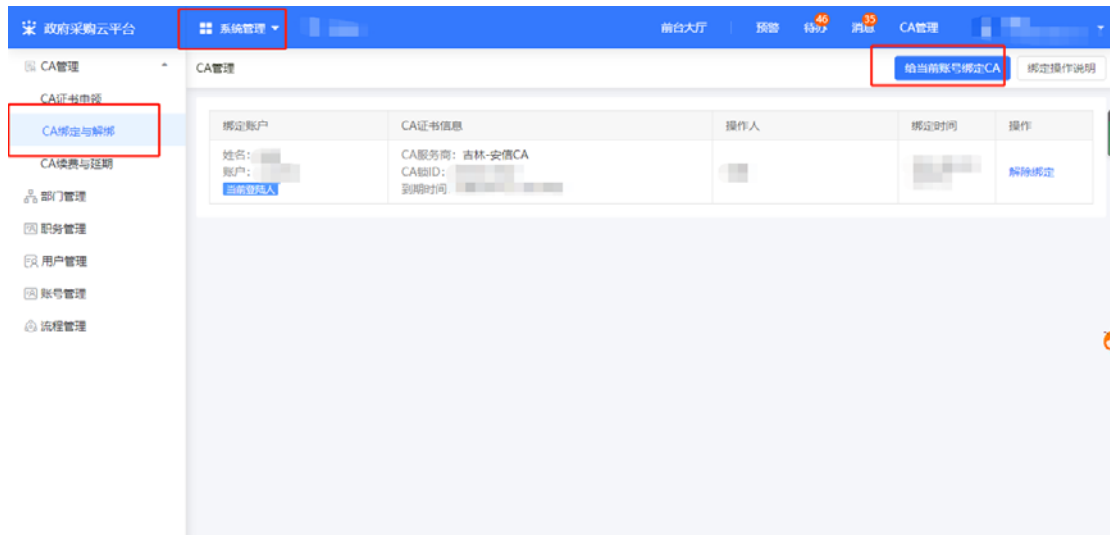 政府采购云平台 系统管理 前台大厅 预警 待办 46 消息 35 CA管理
CA管理
CA证书申领
CA绑定与解绑
CA续费与延期
部门管理
职务管理
用户管理
账号管理
流程管理
CA管理 给当前账号绑定CA 绑定操作说明
绑定账户 CA证书信息 操作人 绑定时间 操作
姓名： CA服务商：吉林-安信CA
账户： CA锁ID： 解除绑定
当前登陆人 到期时间